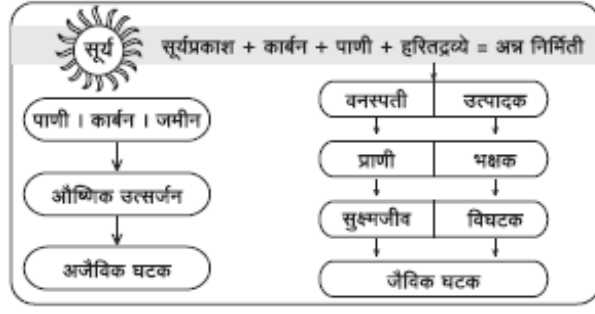 सूर्य
सूर्यप्रकाश + कार्बन + पाणी + हरितद्रव्ये = अन्न निर्मिती
पाणी । कार्बन । जमीन
औष्णिक उत्सर्जन
अजैविक घटक
वनस्पती उत्पादक
प्राणी भक्षक
सुक्ष्मजीव विघटक
जैविक घटक